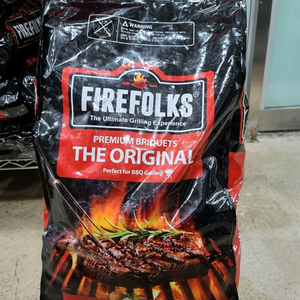 WARNING
FIREFOLKS®
The Ultimate Grilling Experience
PREMIUM BRIQUETS
THE ORIGINAL
Perfect for BBQ Grilling